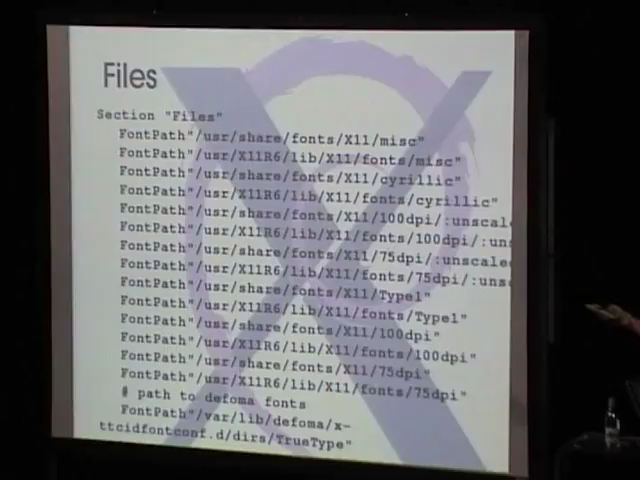 Files
Section "Files"
FontPath"/usr/share/fonts/X11/misc"
FontPath"/usr/X11R6/lib/X11/fonts/misc"
FontPath"/usr/share/fonts/X11/cyrillic"
FontPath"/usr/X11R6/lib/X11/fonts/cyrillic"
FontPath"/usr/share/fonts/X11/100dpi/:unscale
FontPath"/usr/X11R6/lib/X11/fonts/100dpi/:uns
FontPath"/usr/share/fonts/X11/75dpi/:unscale
FontPath"/usr/X11R6/lib/X11/fonts/75dpi/:uns
FontPath"/usr/share/fonts/X11/Type1"
FontPath"/usr/X11R6/lib/X11/fonts/Type1"
FontPath"/usr/share/fonts/X11/100dpi"
FontPath"/usr/X11R6/lib/X11/fonts/100dpi"
FontPath"/usr/share/fonts/X11/75dpi"
FontPath"/usr/X11R6/lib/X11/fonts/75dpi"
# path to defoma fonts
FontPath"/var/lib/defoma/x-
ttcidfontconf.d/dirs/TrueType"